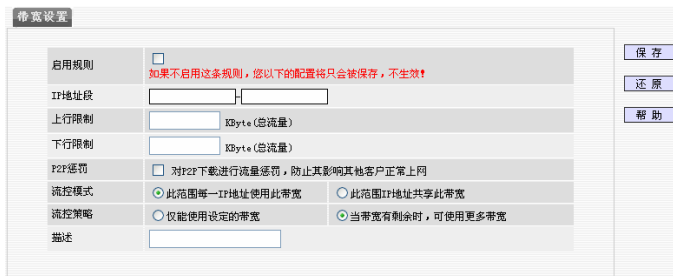 带宽设置
启用规则
如果不启用这条规则，您以下的配置将只会被保存，不生效！
IP地址段 -
上行限制 KByte(总流量)
下行限制 KByte(总流量)
P2P惩罚 对P2P下载进行流量惩罚，防止其影响其他客户正常上网
流控模式 此范围每一IP地址使用此带宽 此范围IP地址共享此带宽
流控策略 仅能使用设定的带宽 当带宽有剩余时，可使用更多带宽
描述
保存
还原
帮助